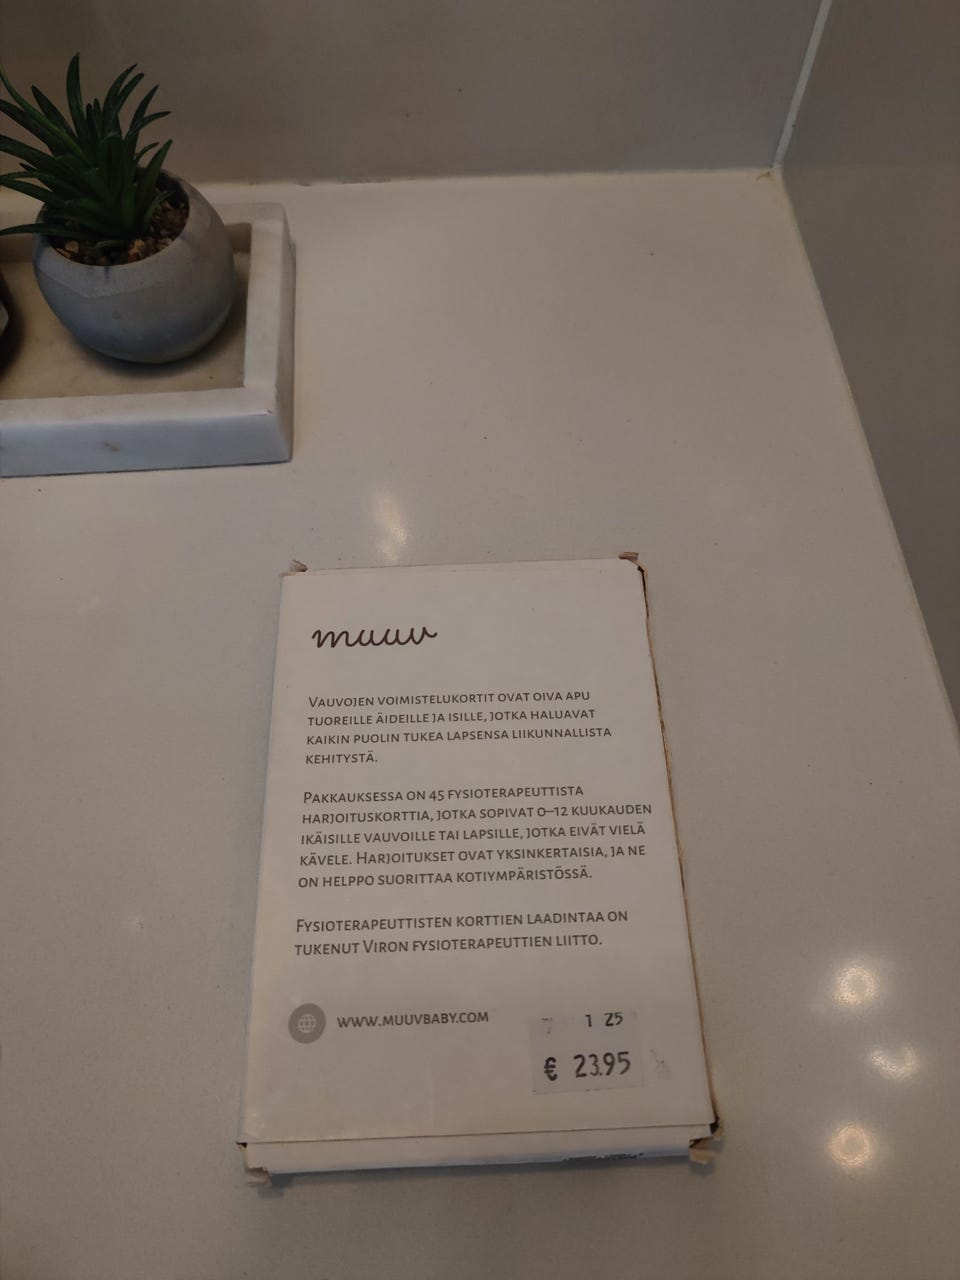 muuv
Vauvojen voimistelukortit ovat oiva apu
tuoreille äideille ja isille, jotka haluavat
kaikin puolin tukea lapsensa liikunnallista
kehitystä.
Pakkauksessa on 45 fysioterapeuttista
harjoituskorttia, jotka sopivat 0–12 kuukauden
ikäisille vauvoille tai lapsille, jotka eivät vielä
kävele. Harjoitukset ovat yksinkertaisia, ja ne
on helppo suorittaa kotiympäristössä.
Fysioterapeuttisten korttien laadintaa on
tukenut Viron fysioterapeuttien liitto.
www.muuvbaby.com
1 25
€ 23.95